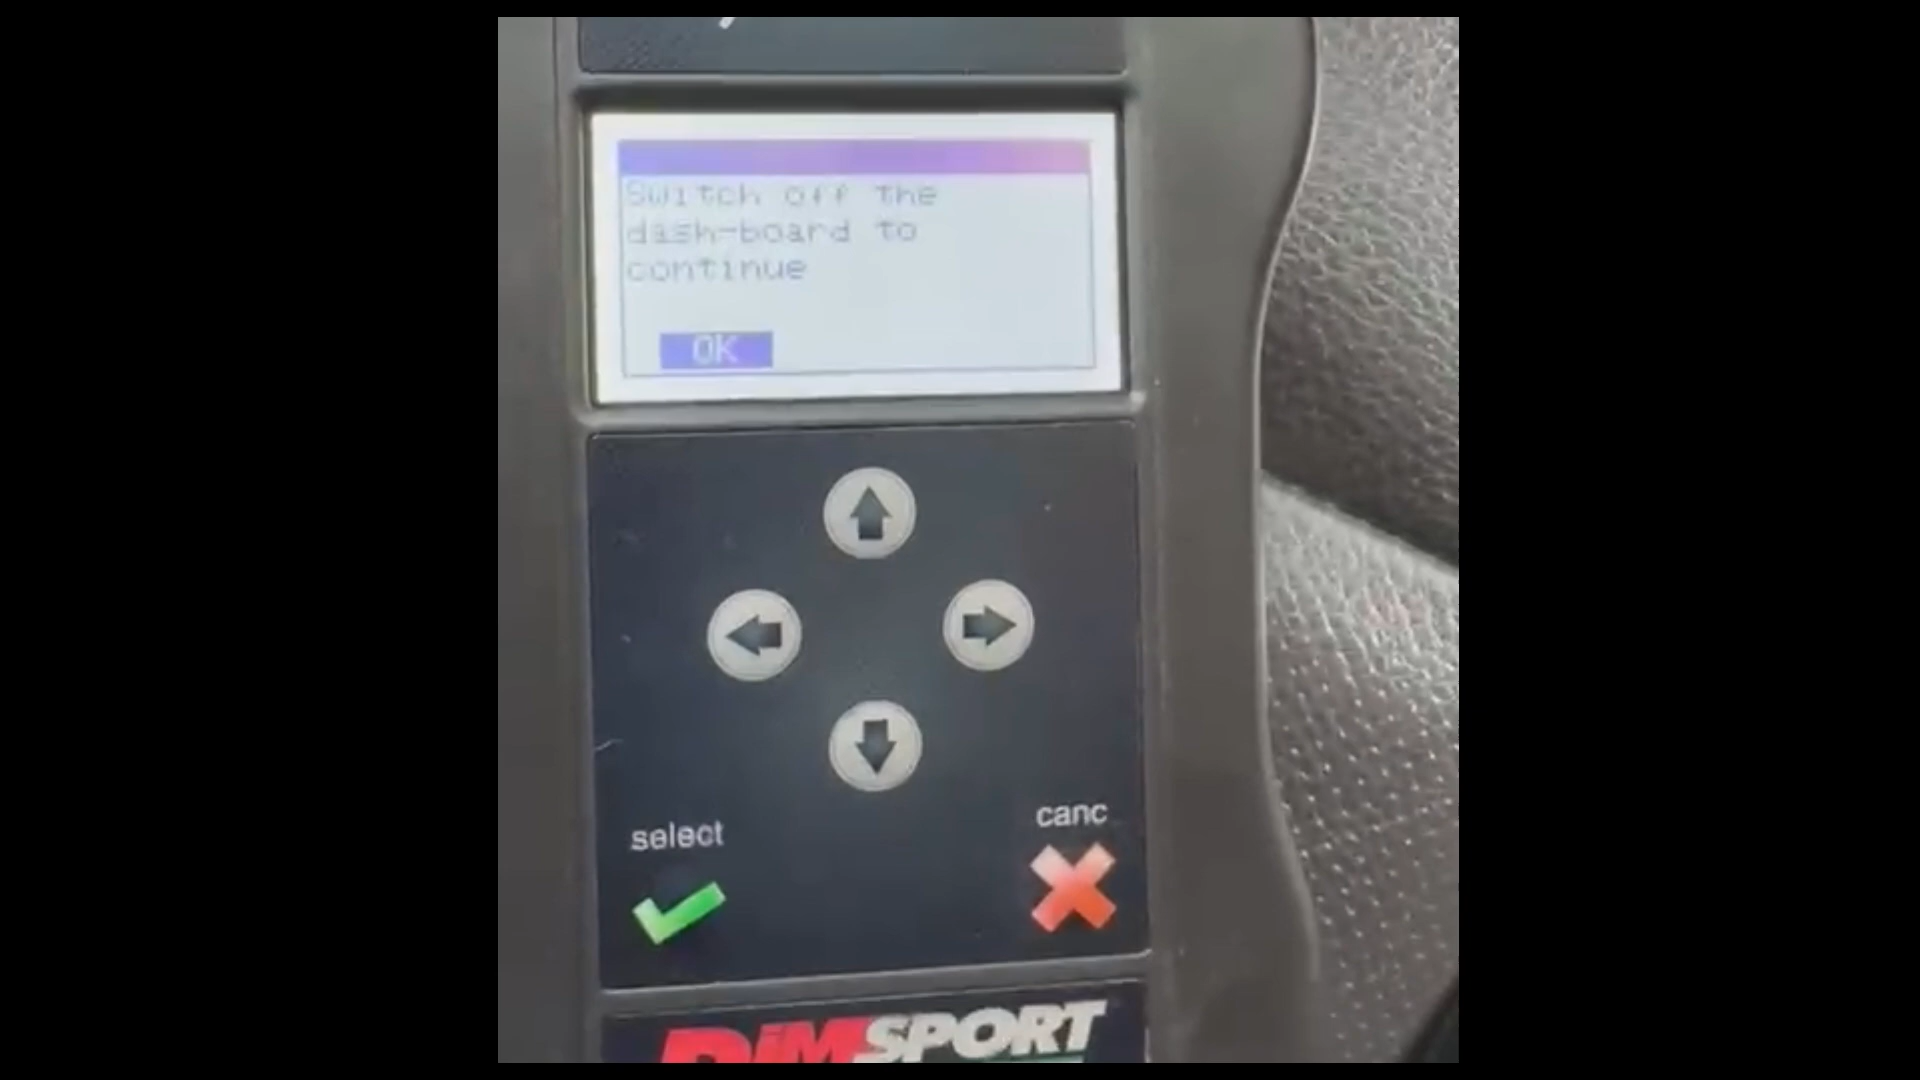 Switch off the
dash-board to
continue
OK
select
canc
DiMSPORT